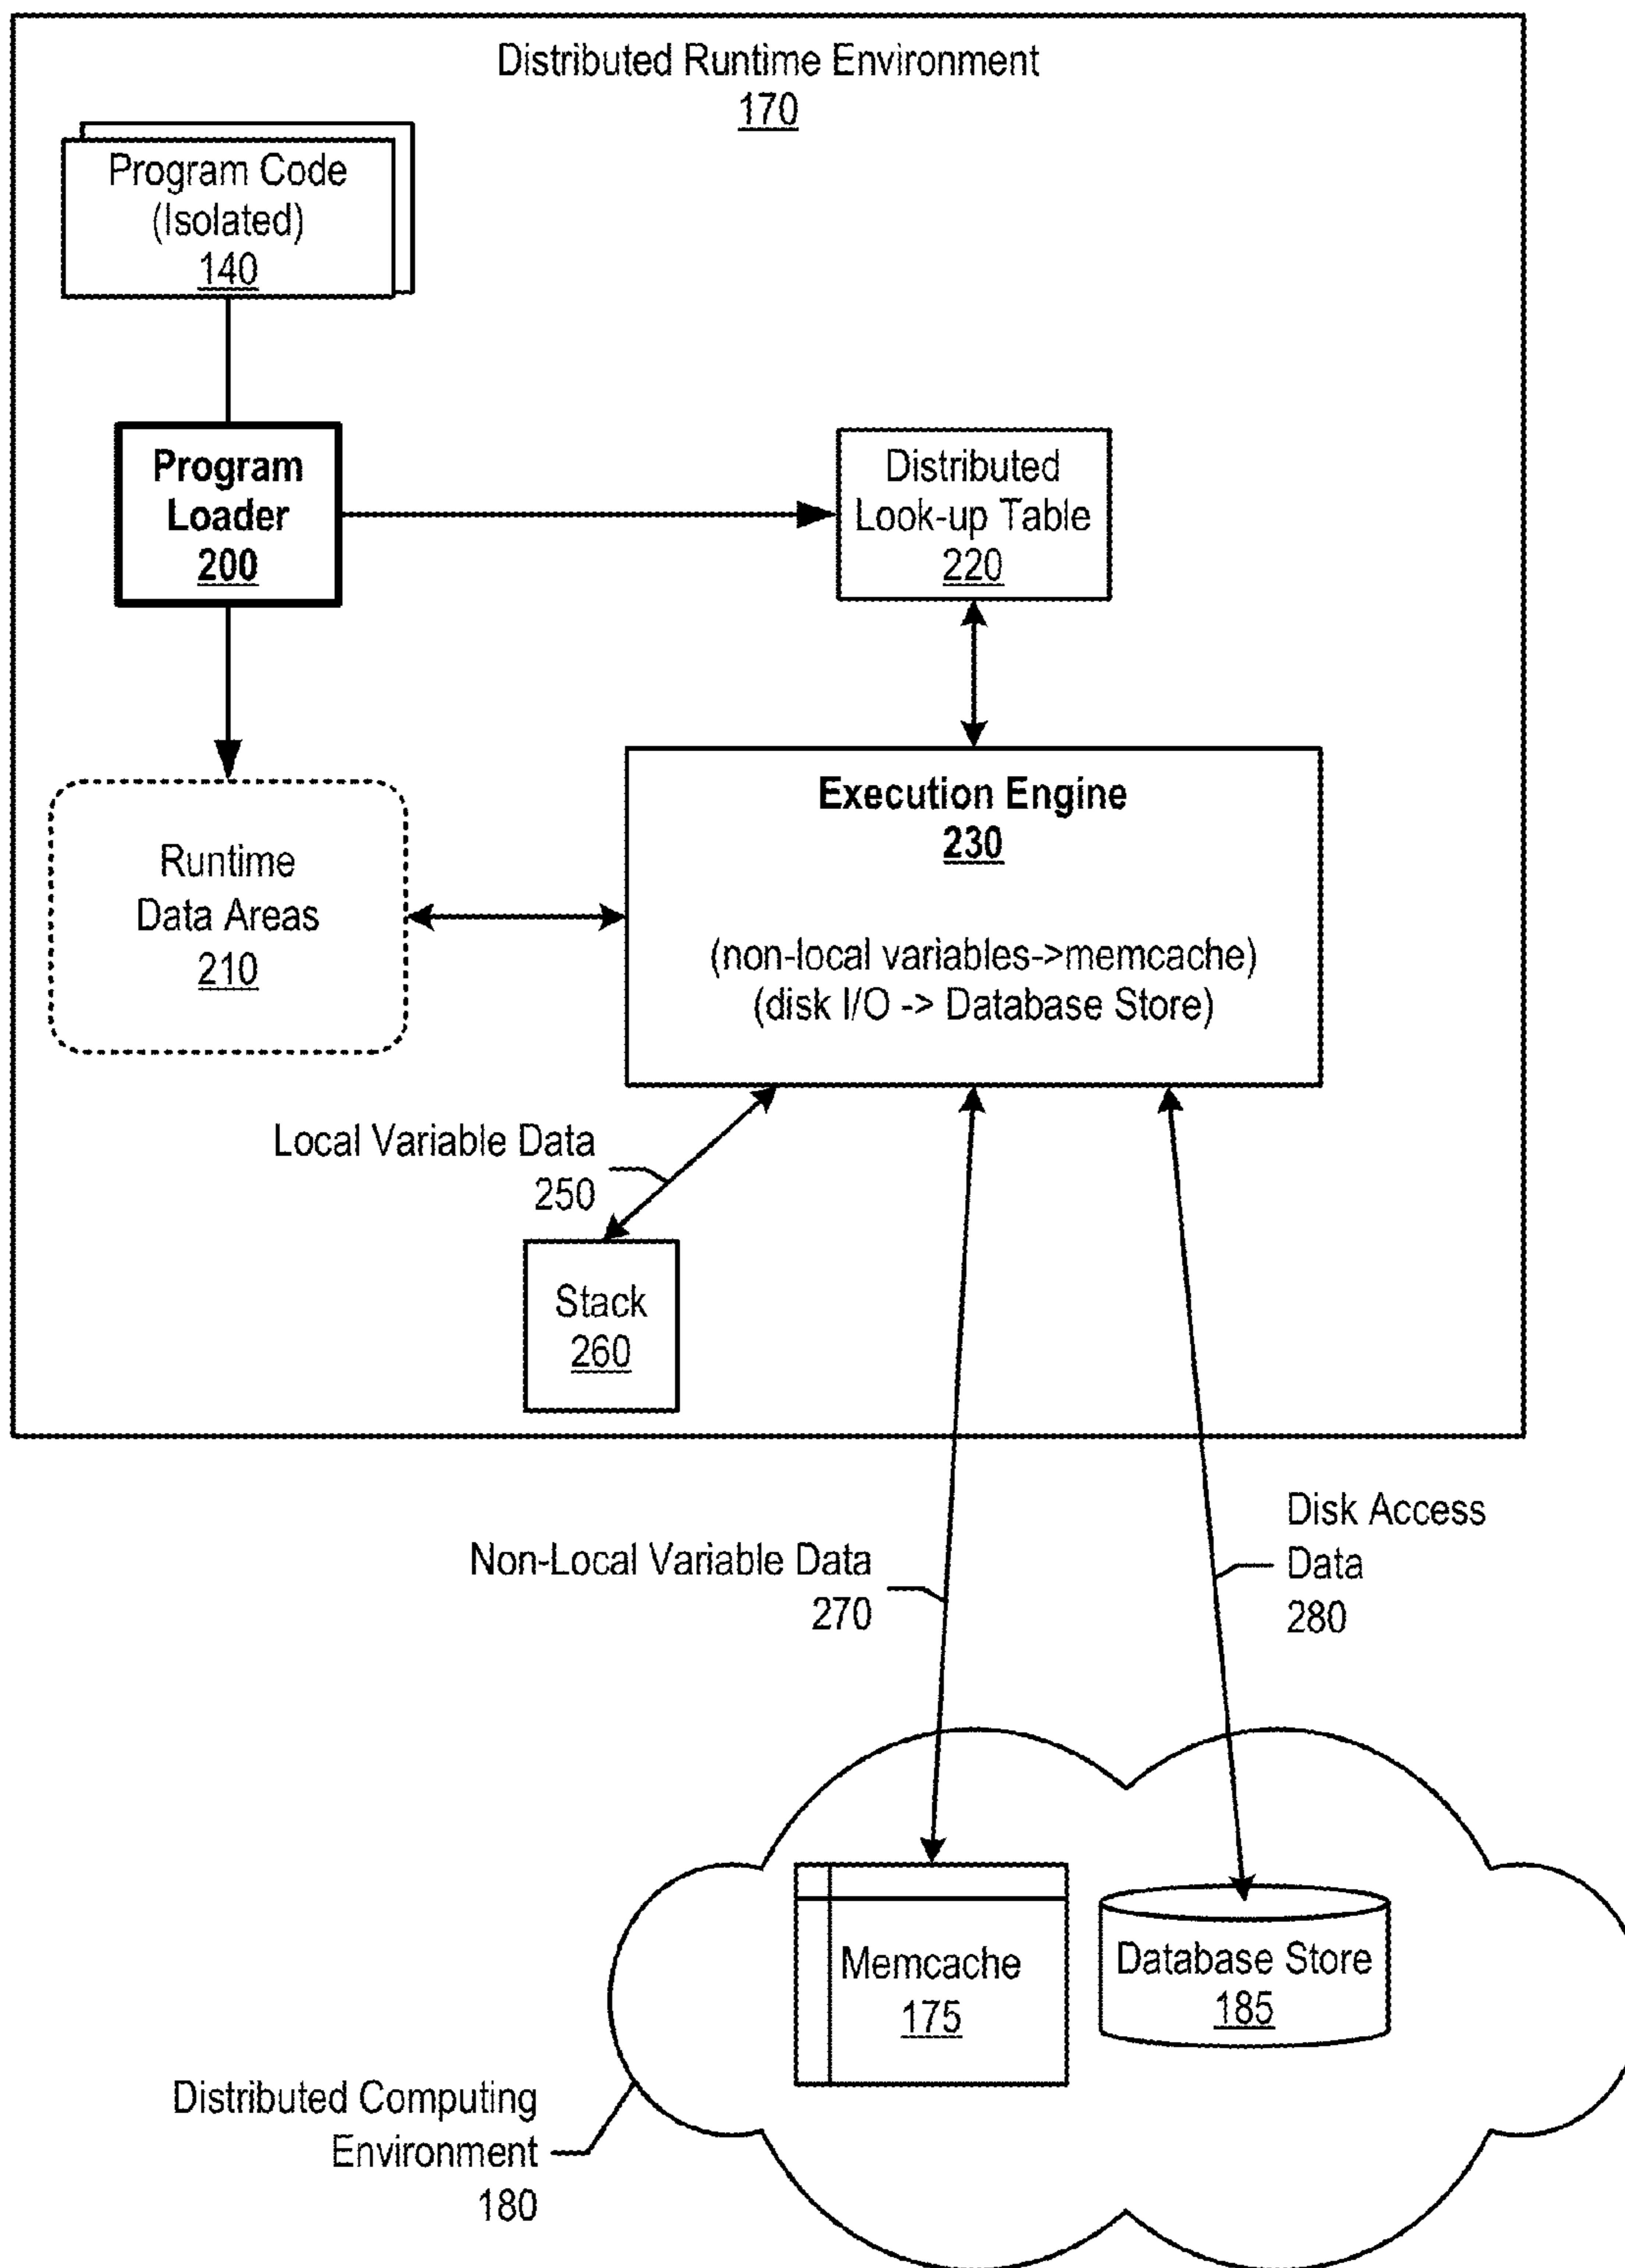 Distributed Runtime Environment
170
Program Code
(Isolated)
140
Program
Loader
200
Distributed
Look-up Table
220
Runtime
Data Areas
210
Execution Engine
230
(non-local variables->memcache)
(disk I/O -> Database Store)
Local Variable Data
250
Stack
260
Non-Local Variable Data
270
Disk Access
Data
280
Memcache
175
Database Store
185
Distributed Computing
Environment
180